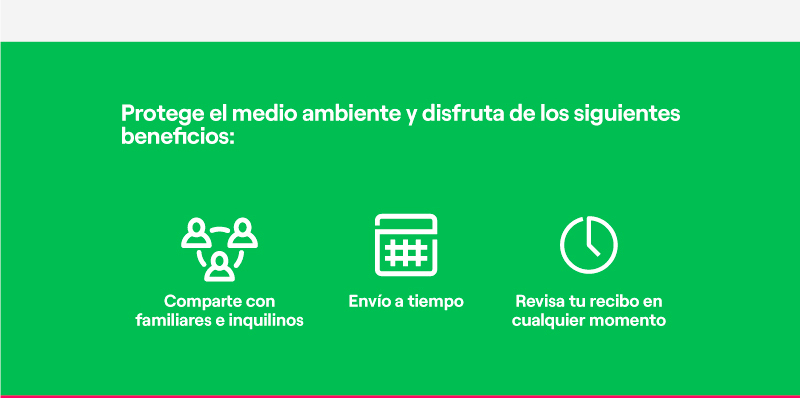 Protege el medio ambiente y disfruta de los siguientes
beneficios:
Comparte con
familiares e inquilinos
Envío a tiempo
Revisa tu recibo en
cualquier momento